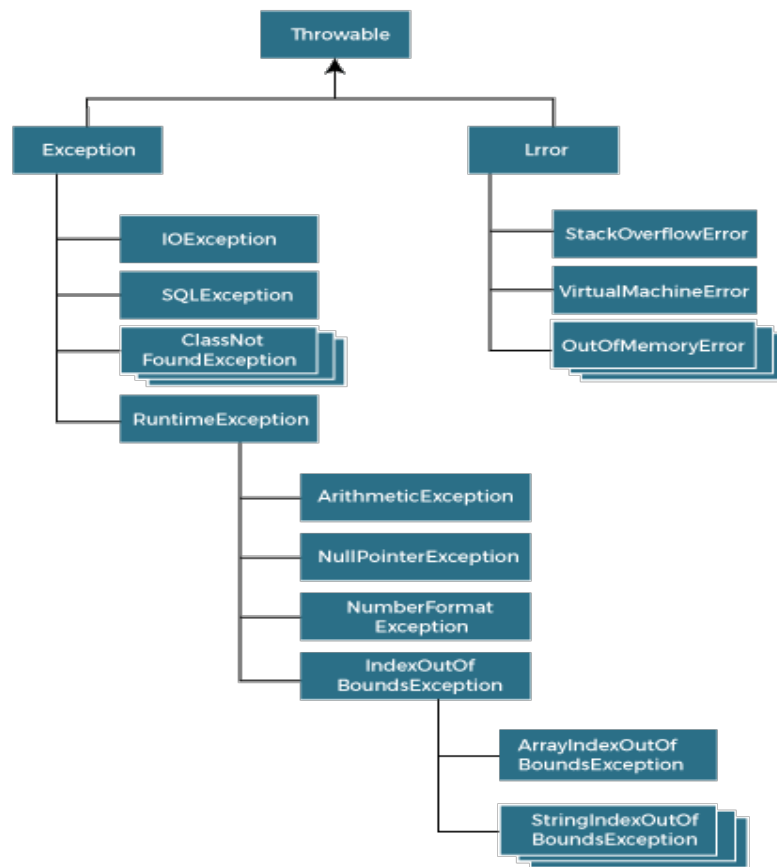 Throwable
Exception
Lrror
IOException
StackOverflowError
SQLException
VirtualMachineError
ClassNot
FoundException
OutOfMemoryError
RuntimeException
ArithmeticException
NullPointerException
NumberFormat
Exception
IndexOutOf
BoundsException
ArrayIndexOutOf
BoundsException
StringIndexOutOf
BoundsException